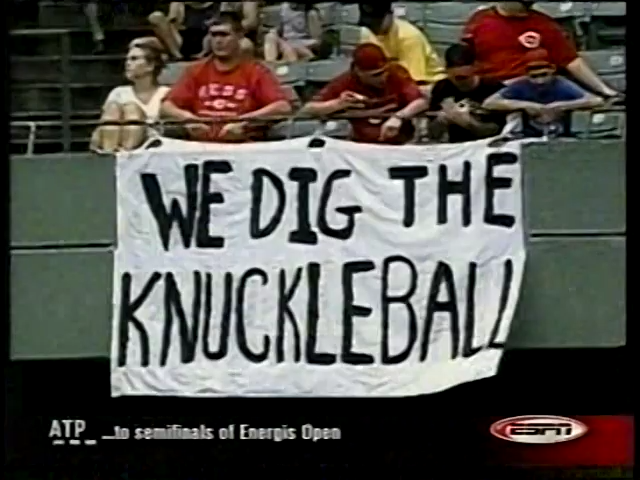 REDS
WE DIG THE
KNUCKLEBALL
ATP ...to semifinals of Energis Open
ESPN